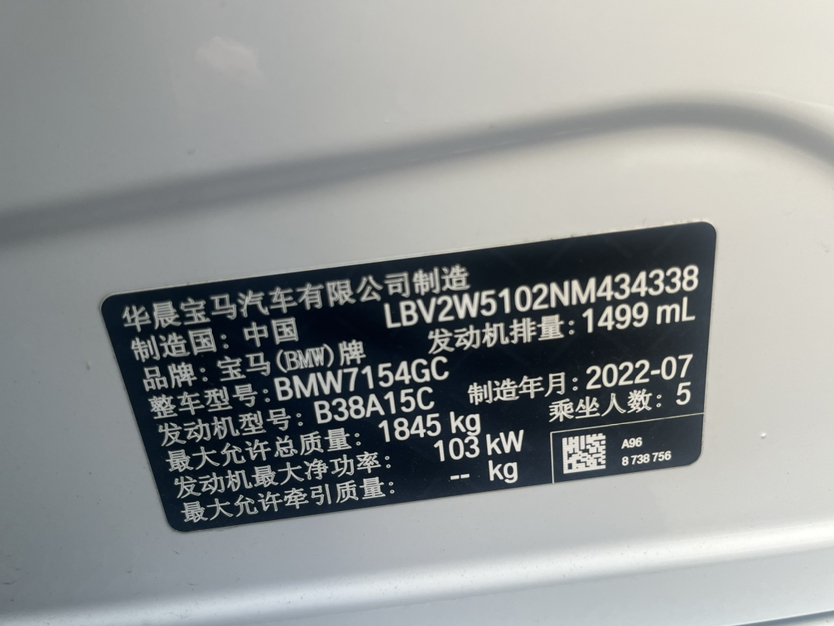 华晨宝马汽车有限公司制造
制造国：中国 LBV2W5102NM434338
品牌：宝马(BMW)牌 发动机排量：1499 mL
整车型号：BMW7154GC
发动机型号：B38A15C 制造年月：2022-07
最大允许总质量：1845 kg 乘坐人数：5
发动机最大净功率：103 kW
最大允许牵引质量：-- kg
A96
8 738 756